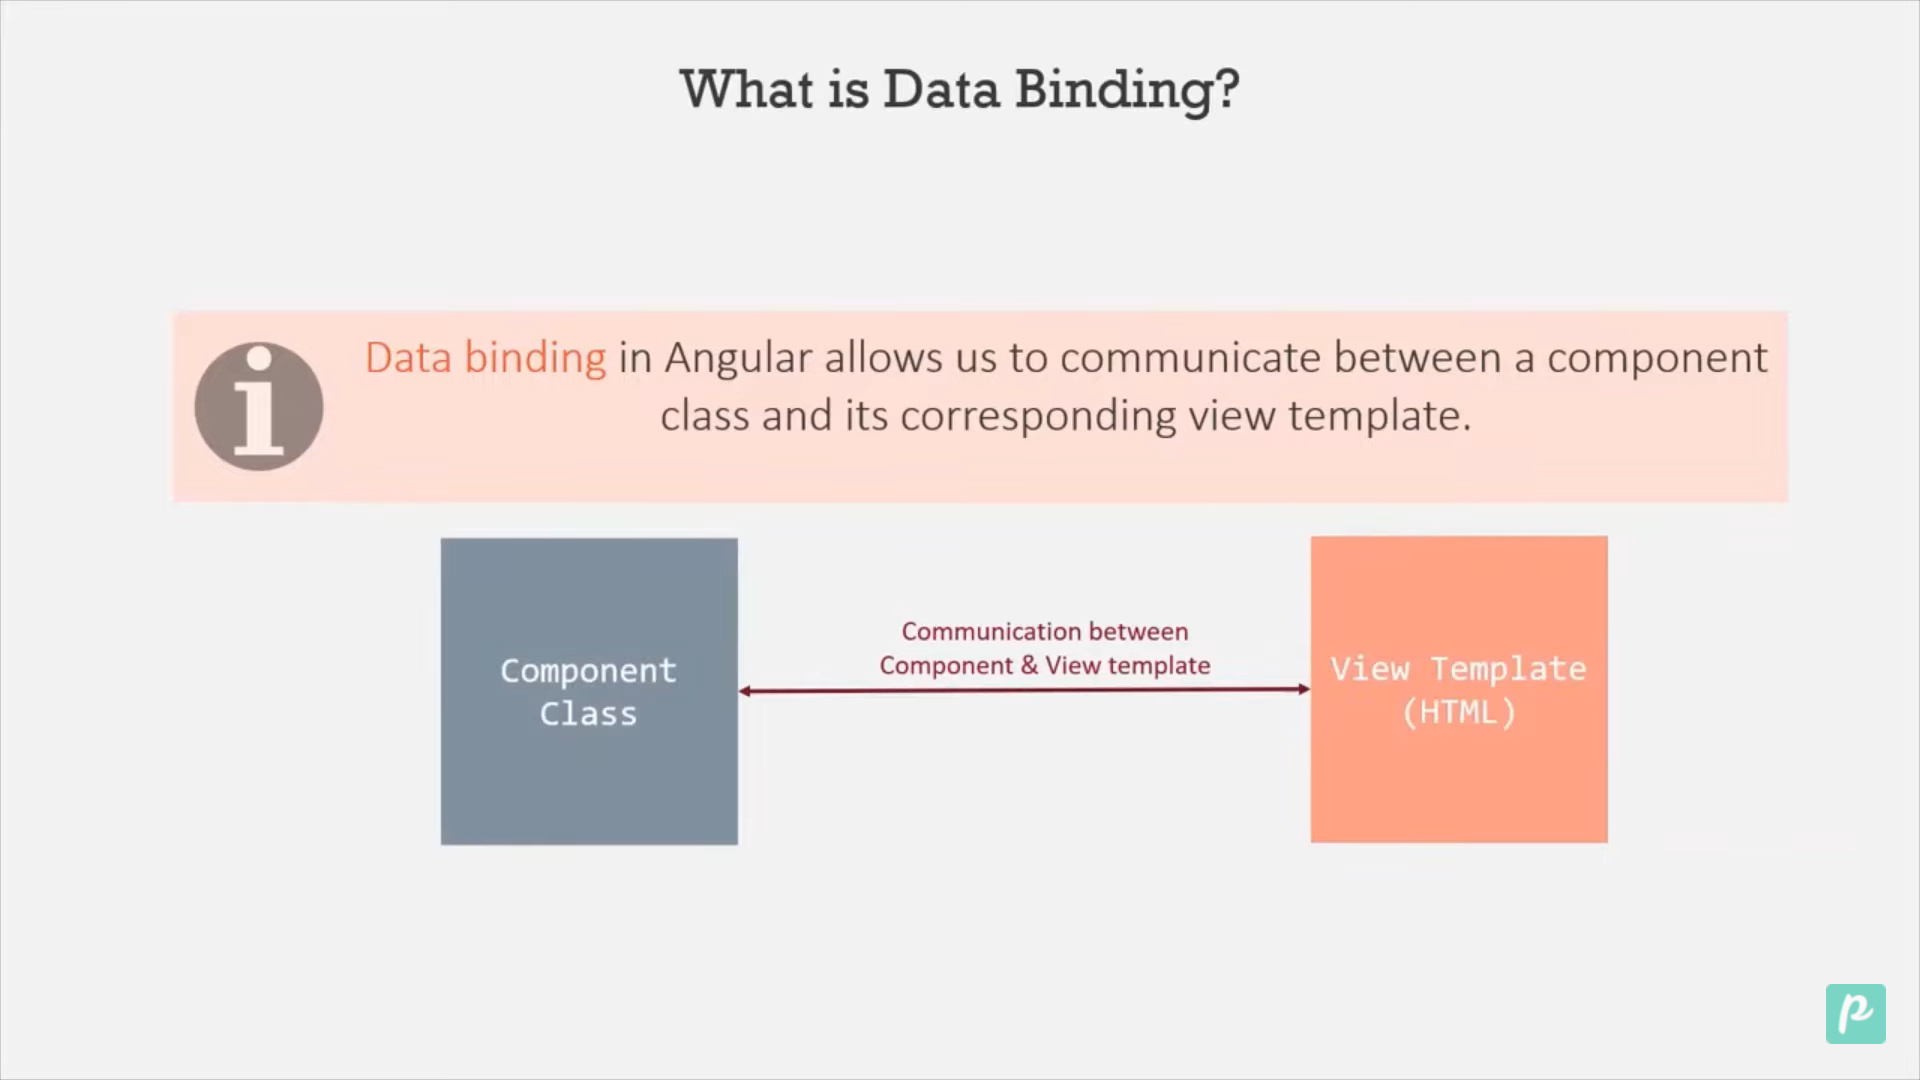 What is Data Binding?
Data binding in Angular allows us to communicate between a component
class and its corresponding view template.
Component
Class
Communication between
Component & View template
View Template
(HTML)
p